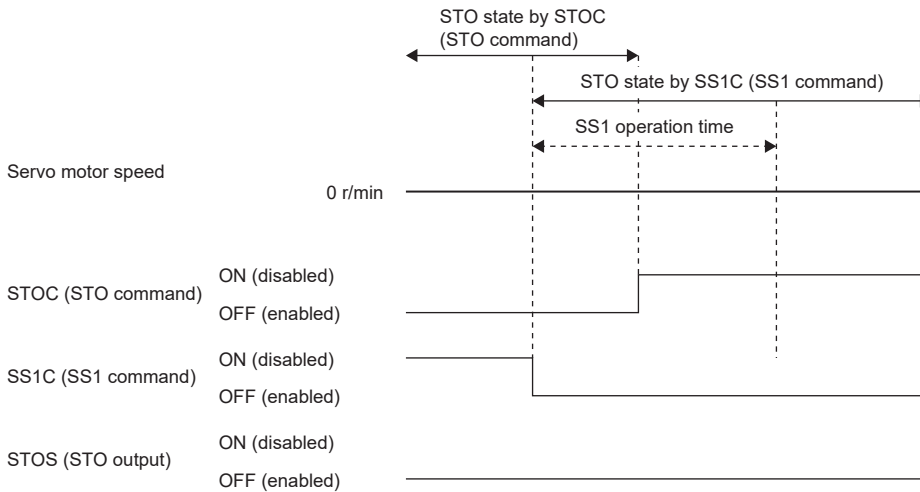 STO state by STOC
(STO command)
STO state by SS1C (SS1 command)
SS1 operation time
Servo motor speed
0 r/min
STOC (STO command)
ON (disabled)
OFF (enabled)
SS1C (SS1 command)
ON (disabled)
OFF (enabled)
STOS (STO output)
ON (disabled)
OFF (enabled)